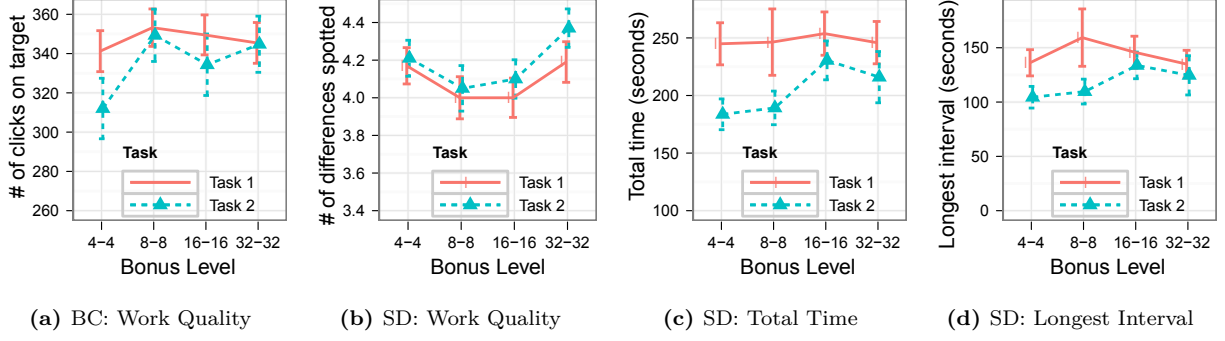 # of clicks on target
360
340
320
300
280
260
Task
Task 1
Task 2
4−4
8−8
16−16
32−32
Bonus Level
(a) BC: Work Quality
# of differences spotted
4.4
4.2
4.0
3.8
3.6
3.4
Task
Task 1
Task 2
4−4
8−8
16−16
32−32
Bonus Level
(b) SD: Work Quality
Total time (seconds)
250
200
150
100
Task
Task 1
Task 2
4−4
8−8
16−16
32−32
Bonus Level
(c) SD: Total Time
Longest interval (seconds)
150
100
50
0
Task
Task 1
Task 2
4−4
8−8
16−16
32−32
Bonus Level
(d) SD: Longest Interval